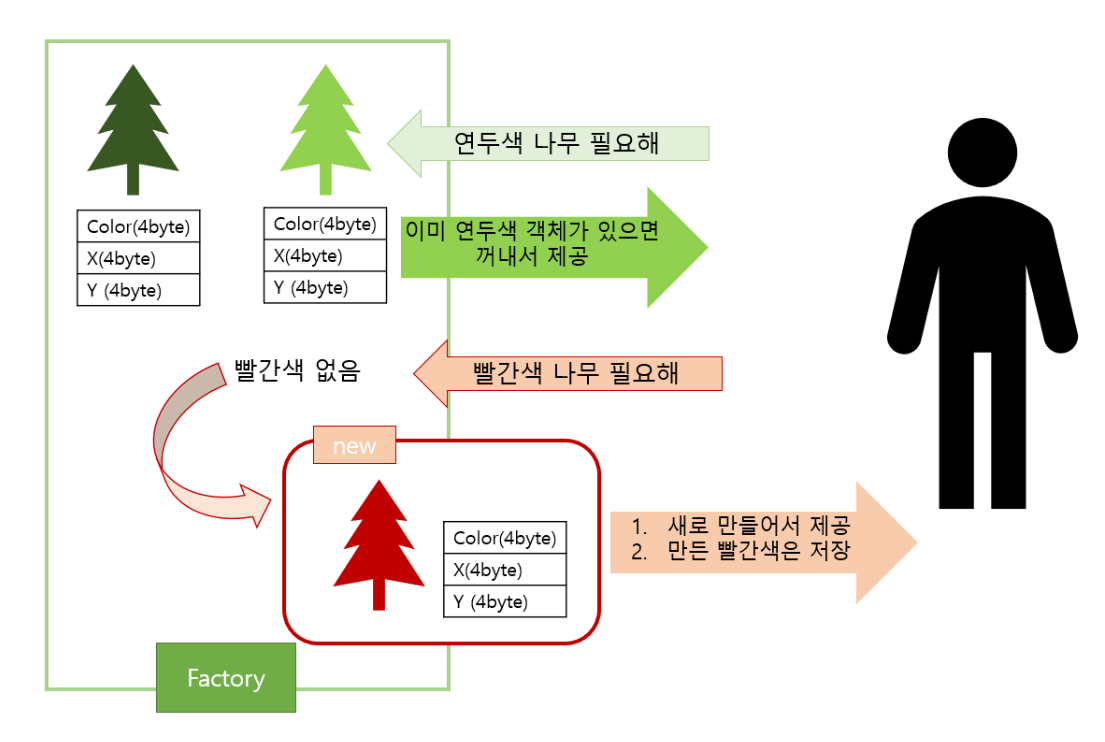 연두색 나무 필요해
Color(4byte)
X(4byte)
Y (4byte)
Color(4byte)
X(4byte)
Y (4byte)
이미 연두색 객체가 있으면
꺼내서 제공
빨간색 없음
빨간색 나무 필요해
new
Color(4byte)
X(4byte)
Y (4byte)
1. 새로 만들어서 제공
2. 만든 빨간색은 저장
Factory